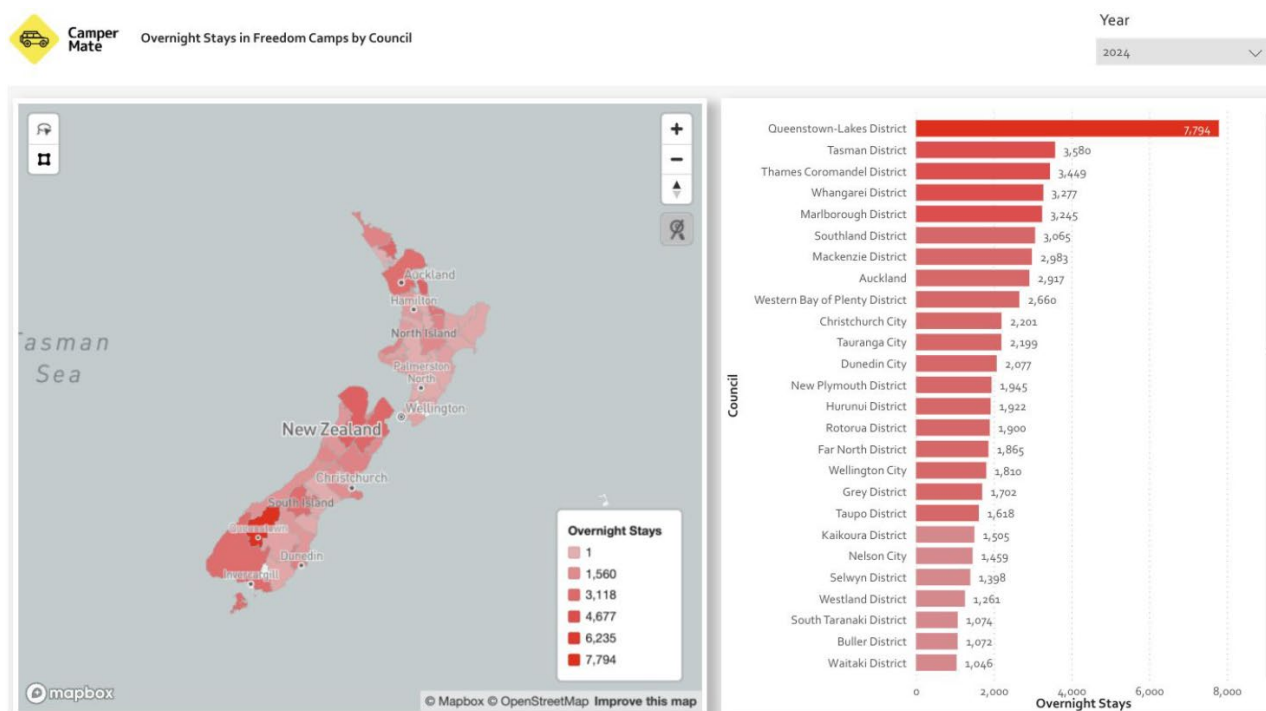 Camper
Mate
Overnight Stays in Freedom Camps by Council
Year
2024
Tasman
Sea
Auckland
Hamilton
North Island
Palmerston
North
Wellington
New Zealand
Christchurch
South Island
Queenstown
Dunedin
Invercargill
Overnight Stays
1
1,560
3,118
4,677
6,235
7,794
mapbox
© Mapbox © OpenStreetMap Improve this map
Council
Queenstown-Lakes District 7,794
Tasman District 3,580
Thames Coromandel District 3,449
Whangarei District 3,277
Marlborough District 3,245
Southland District 3,065
Mackenzie District 2,983
Auckland 2,917
Western Bay of Plenty District 2,660
Christchurch City 2,201
Tauranga City 2,199
Dunedin City 2,077
New Plymouth District 1,945
Hurunui District 1,922
Rotorua District 1,900
Far North District 1,865
Wellington City 1,810
Grey District 1,702
Taupo District 1,618
Kaikoura District 1,505
Nelson City 1,459
Selwyn District 1,398
Westland District 1,261
South Taranaki District 1,074
Buller District 1,072
Waitaki District 1,046
0 2,000 4,000 6,000 8,000
Overnight Stays